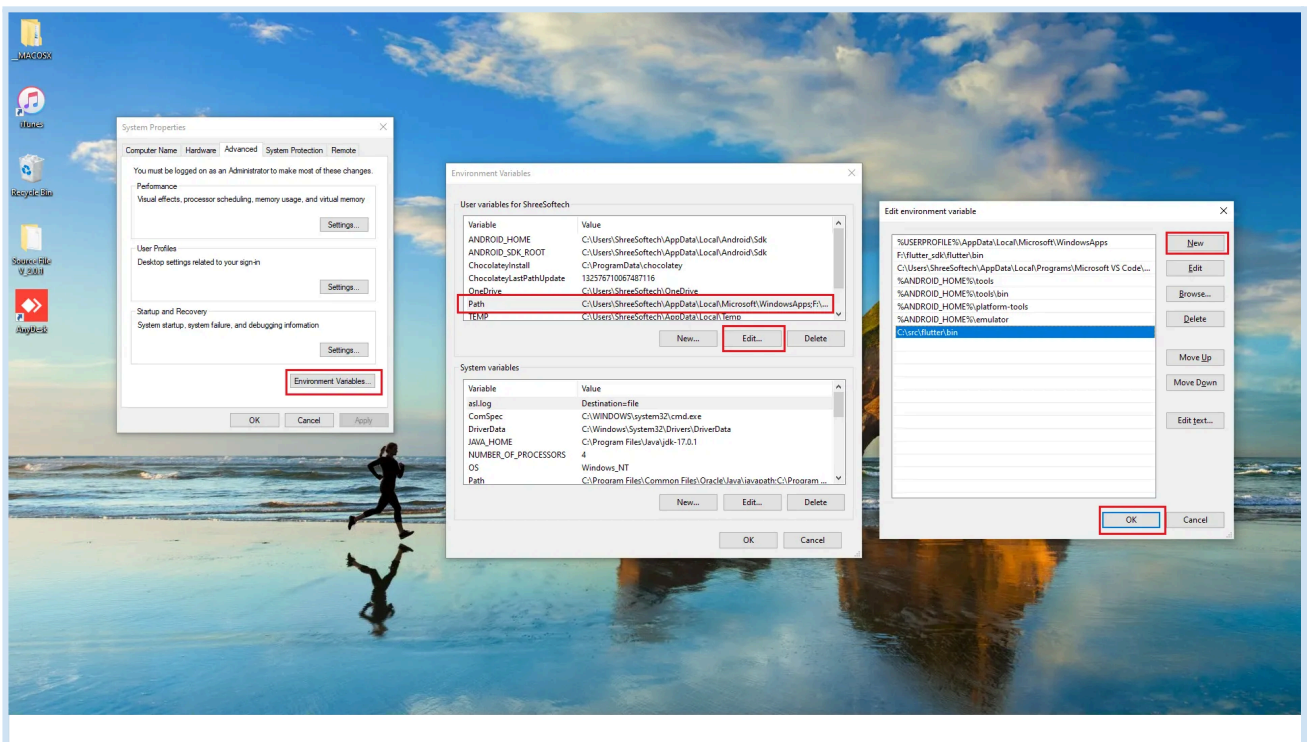 _MACOSX
iTunes
Recycle Bin
Source File
V_2.0.1
AnyDesk
System Properties
Computer Name Hardware Advanced System Protection Remote
You must be logged on as an Administrator to make most of these changes.
Performance
Visual effects, processor scheduling, memory usage, and virtual memory
Settings...
User Profiles
Desktop settings related to your sign-in
Settings...
Startup and Recovery
System startup, system failure, and debugging information
Settings...
Environment Variables...
OK Cancel Apply
Environment Variables
User variables for ShreeSoftech
Variable Value
ANDROID_HOME C:\Users\ShreeSoftech\AppData\Local\Android\Sdk
ANDROID_SDK_ROOT C:\Users\ShreeSoftech\AppData\Local\Android\Sdk
ChocolateyInstall C:\ProgramData\chocolatey
ChocolateyLastPathUpdate 132576710067487116
OneDrive C:\Users\ShreeSoftech\OneDrive
Path C:\Users\ShreeSoftech\AppData\Local\Microsoft\WindowsApps;F:\...
TEMP C:\Users\ShreeSoftech\AppData\Local\Temp
New... Edit... Delete
System variables
Variable Value
asl.log Destination=file
ComSpec C:\WINDOWS\system32\cmd.exe
DriverData C:\Windows\System32\Drivers\DriverData
JAVA_HOME C:\Program Files\Java\jdk-17.0.1
NUMBER_OF_PROCESSORS 4
OS Windows_NT
Path C:\Program Files\Common Files\Oracle\Java\javapath;C:\Program ...
New... Edit... Delete
OK Cancel
Edit environment variable
%USERPROFILE%\AppData\Local\Microsoft\WindowsApps
F:\flutter_sdk\flutter\bin
C:\Users\ShreeSoftech\AppData\Local\Programs\Microsoft VS Code\...
%ANDROID_HOME%\tools
%ANDROID_HOME%\tools\bin
%ANDROID_HOME%\platform-tools
%ANDROID_HOME%\emulator
C:\src\flutter\bin
New
Edit
Browse...
Delete
Move Up
Move Down
Edit text...
OK Cancel